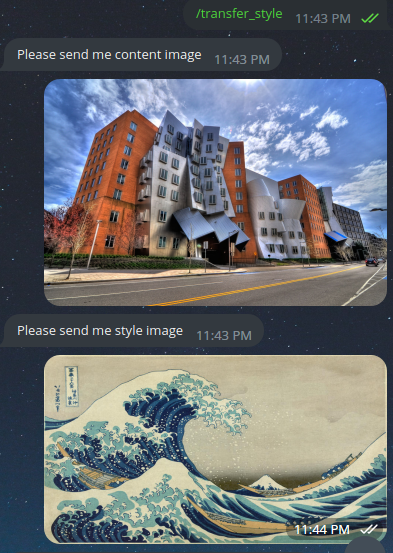 /transfer_style 11:43 PM
Please send me content image 11:43 PM
Please send me style image 11:43 PM
11:44 PM